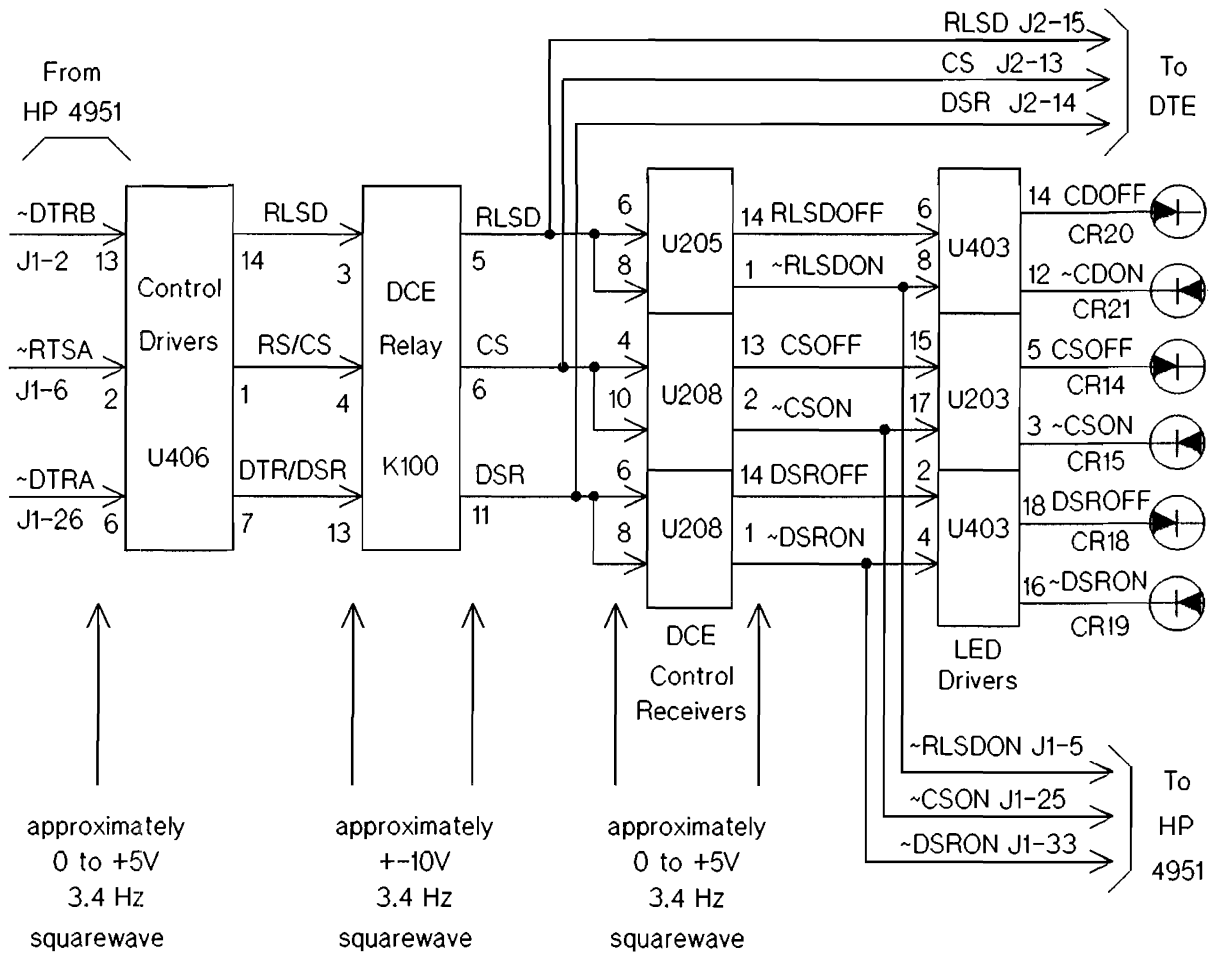 RLSD J2-15
CS J2-13
DSR J2-14
To
DTE
From
HP 4951
~DTRB
J1-2 13
~RTSA
J1-6 2
~DTRA
J1-26 6
Control
Drivers
U406
RLSD
14 3
RS/CS
1 4
DTR/DSR
7 13
DCE
Relay
K100
RLSD
5
CS
6
DSR
11
6
8
4
10
6
8
U205
U208
U208
DCE
Control
Receivers
14 RLSDOFF 6
1 ~RLSDON 8
13 CSOFF 15
2 ~CSON 17
14 DSROFF 2
1 ~DSRON 4
U403
U203
U403
LED
Drivers
14 CDOFF
CR20
12 ~CDON
CR21
5 CSOFF
CR14
3 ~CSON
CR15
18 DSROFF
CR18
16 ~DSRON
CR19
~RLSDON J1-5
~CSON J1-25
~DSRON J1-33
To
HP
4951
approximately
0 to +5V
3.4 Hz
squarewave
approximately
+-10V
3.4 Hz
squarewave
approximately
0 to +5V
3.4 Hz
squarewave